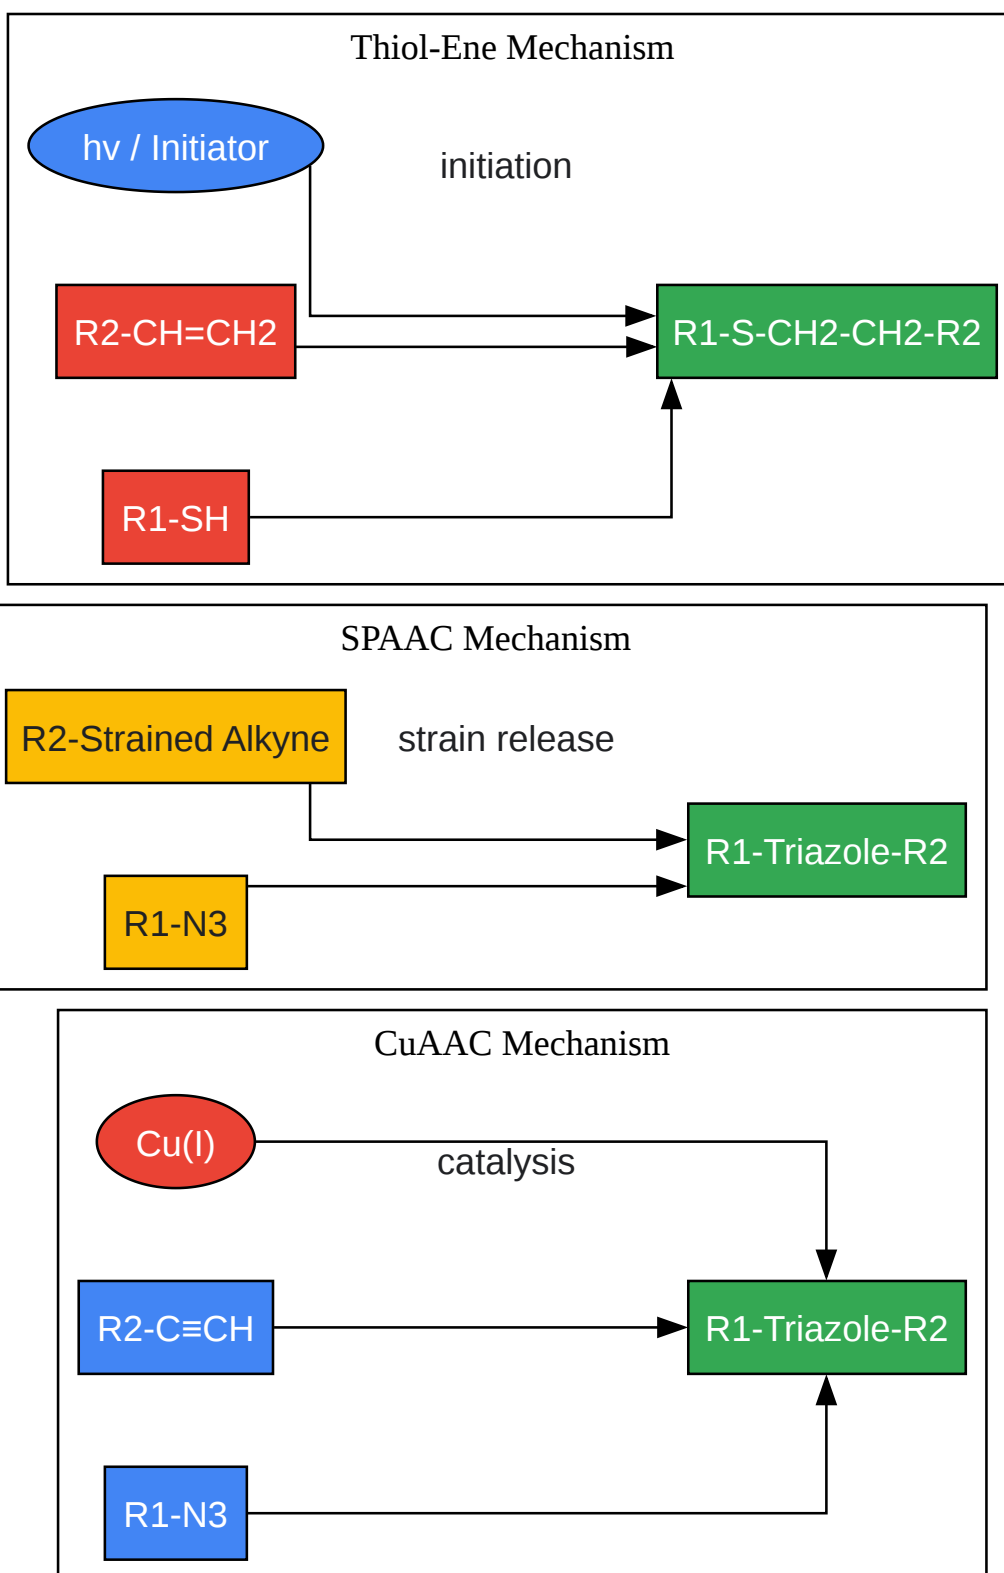 Thiol-Ene Mechanism
hv / Initiator
initiation
R2-CH=CH2
R1-S-CH2-CH2-R2
R1-SH
SPAAC Mechanism
R2-Strained Alkyne
strain release
R1-Triazole-R2
R1-N3
CuAAC Mechanism
Cu(I)
catalysis
R2-C≡CH
R1-Triazole-R2
R1-N3